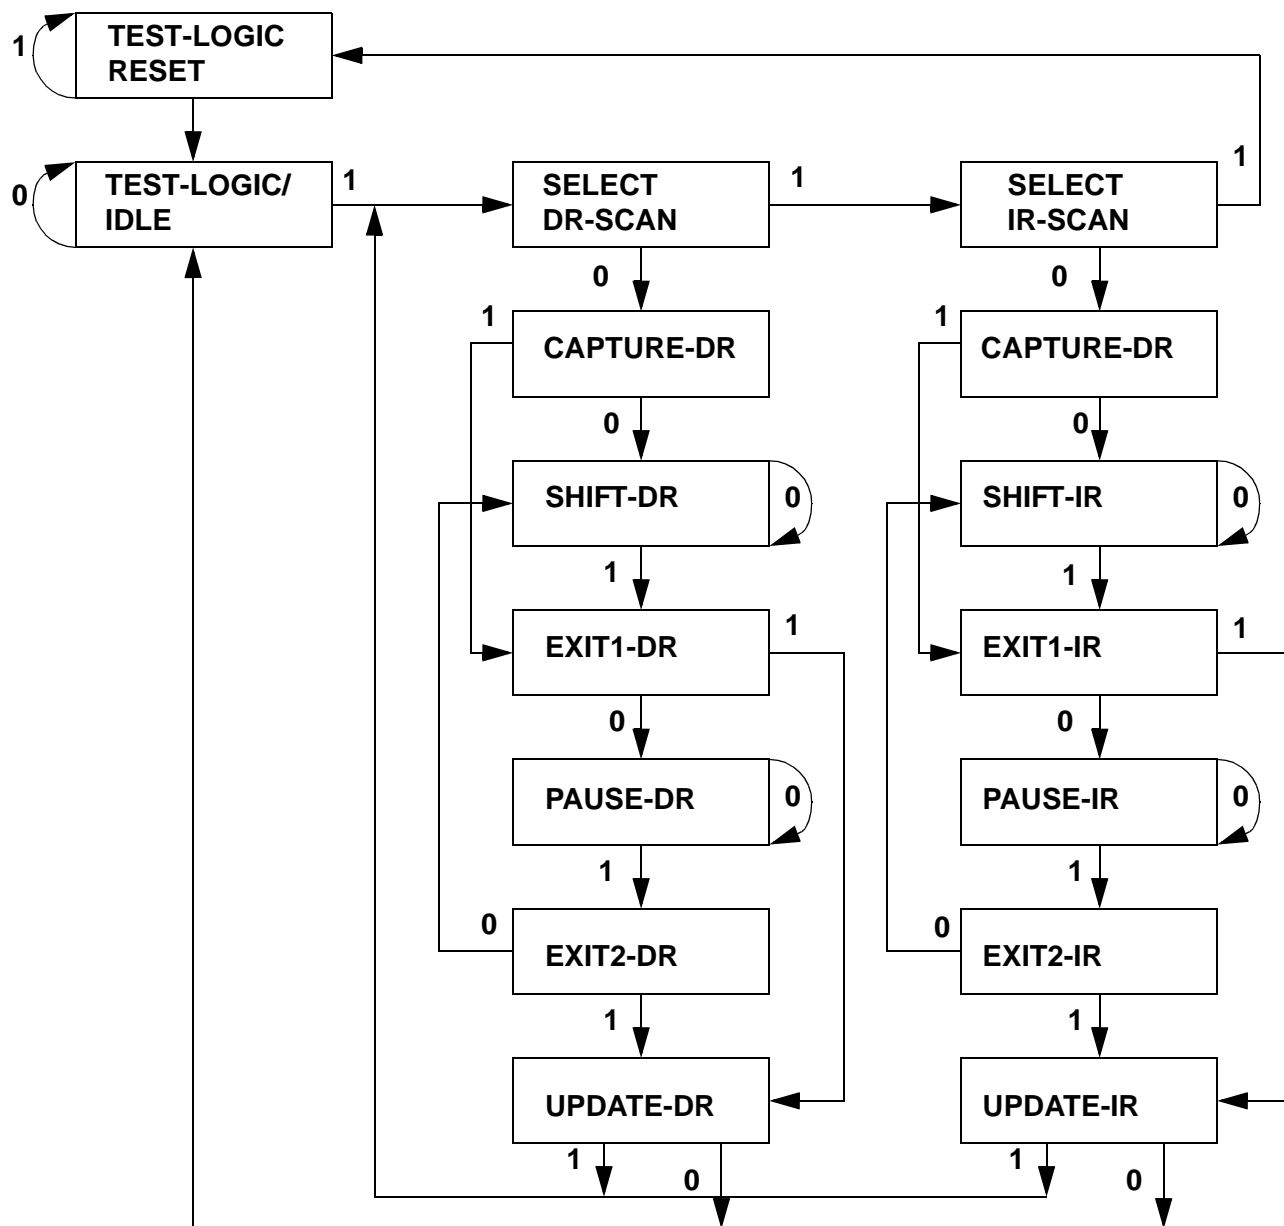 1
TEST-LOGIC
RESET
0
TEST-LOGIC/
IDLE
1
SELECT
DR-SCAN
1
SELECT
IR-SCAN
1
0
0
1
CAPTURE-DR
1
CAPTURE-DR
0
0
SHIFT-DR
0
SHIFT-IR
0
1
1
EXIT1-DR
1
EXIT1-IR
1
0
0
PAUSE-DR
0
PAUSE-IR
0
1
1
0
EXIT2-DR
0
EXIT2-IR
1
1
UPDATE-DR
UPDATE-IR
1
0
1
0